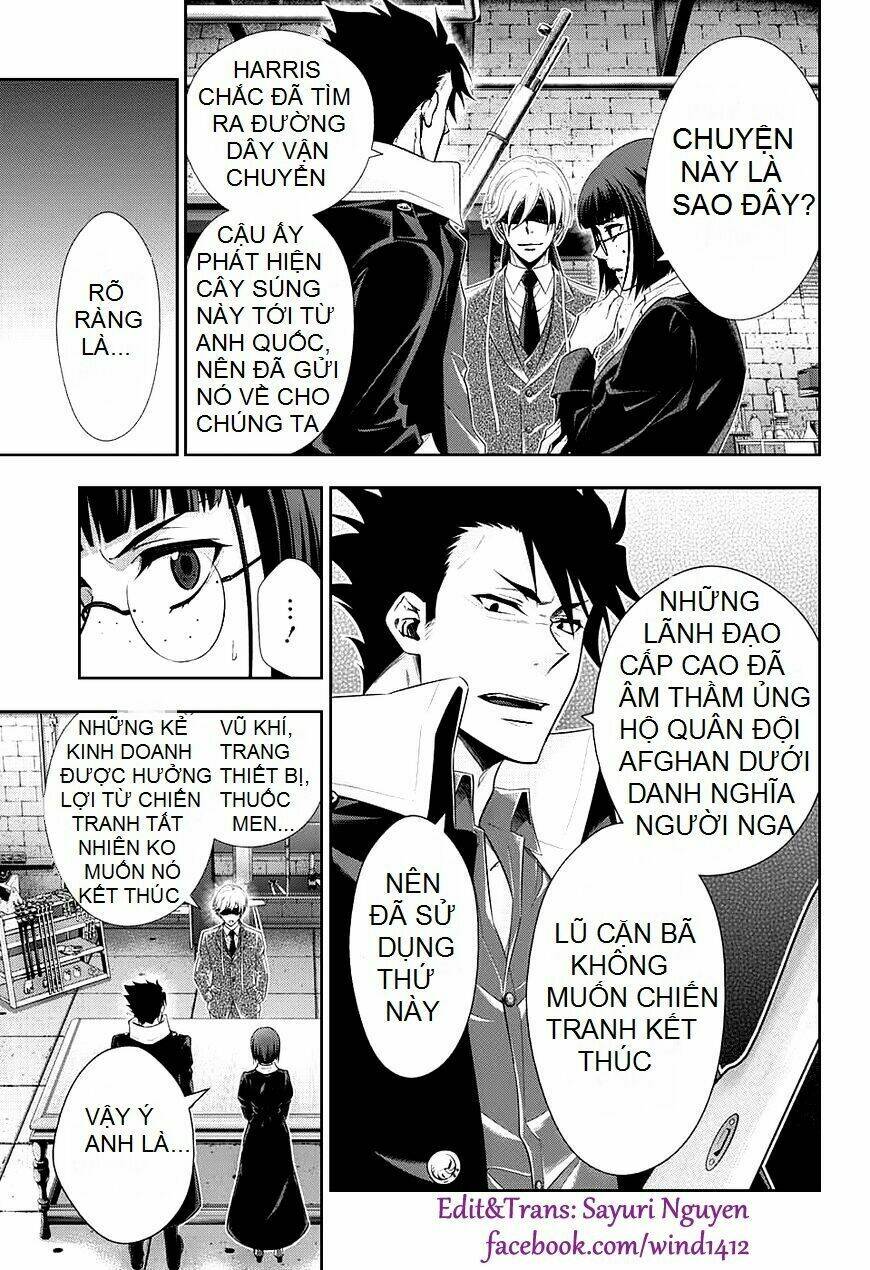 CHUYỆN
NÀY LÀ
SAO ĐÂY?
HARRIS
CHẮC ĐÃ TÌM
RA ĐƯỜNG
DÂY VẬN
CHUYỂN
CẬU ẤY
PHÁT HIỆN
CÂY SÚNG
NÀY TỚI TỪ
ANH QUỐC,
NÊN ĐÃ GỬI
NÓ VỀ CHO
CHÚNG TA
RÕ
RÀNG
LÀ...
NHỮNG
LÃNH ĐẠO
CẤP CAO ĐÃ
ÂM THẦM ỦNG
HỘ QUÂN ĐỘI
AFGHAN DƯỚI
DANH NGHĨA
NGƯỜI NGA
LŨ CẶN BÃ
KHÔNG
MUỐN CHIẾN
TRANH KẾT
THÚC
NÊN
ĐÃ SỬ
DỤNG
THỨ
NÀY
...!
VŨ KHÍ,
TRANG
THIẾT BỊ,
THUỐC
MEN...
NHỮNG KẺ
KINH DOANH
ĐƯỢC HƯỞNG
LỢI TỪ CHIẾN
TRANH TẤT
NHIÊN KO
MUỐN NÓ
KẾT THÚC
VẬY Ý
ANH LÀ...
Edit&Trans: Sayuri Nguyen
facebook.com/wind1412